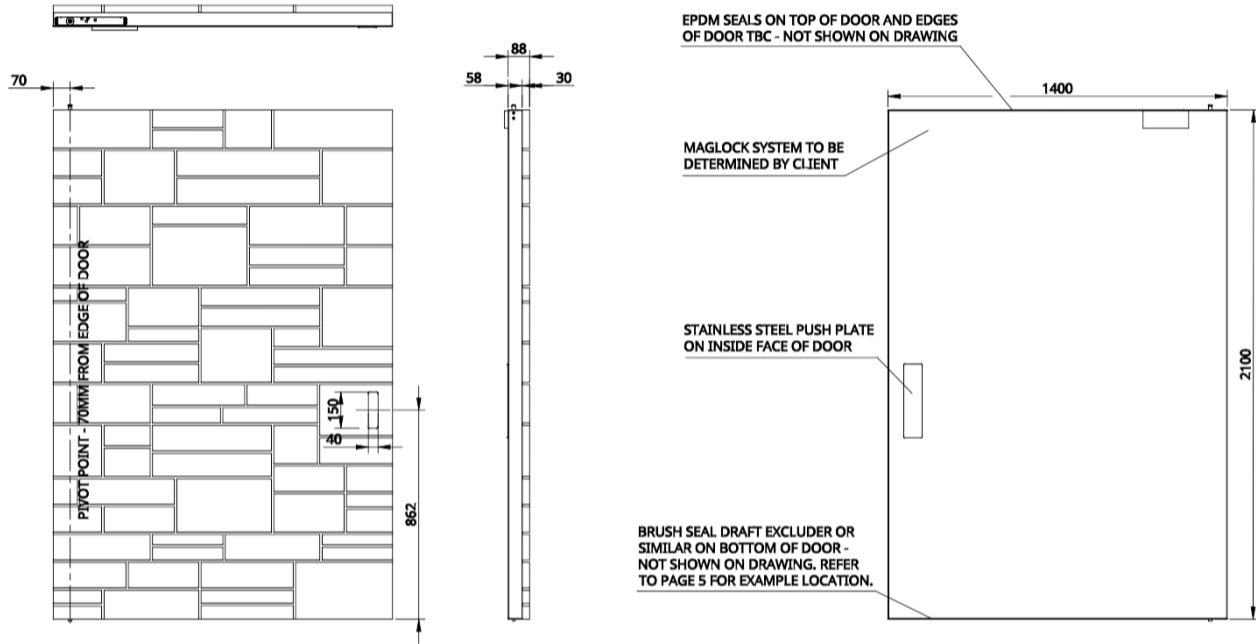 70
PIVOT POINT - 70MM FROM EDGE OF DOOR
150
40
862
88
58
30
EPDM SEALS ON TOP OF DOOR AND EDGES
OF DOOR TBC - NOT SHOWN ON DRAWING
1400
MAGLOCK SYSTEM TO BE
DETERMINED BY CLIENT
STAINLESS STEEL PUSH PLATE
ON INSIDE FACE OF DOOR
2100
BRUSH SEAL DRAFT EXCLUDER OR
SIMILAR ON BOTTOM OF DOOR -
NOT SHOWN ON DRAWING. REFER
TO PAGE 5 FOR EXAMPLE LOCATION.